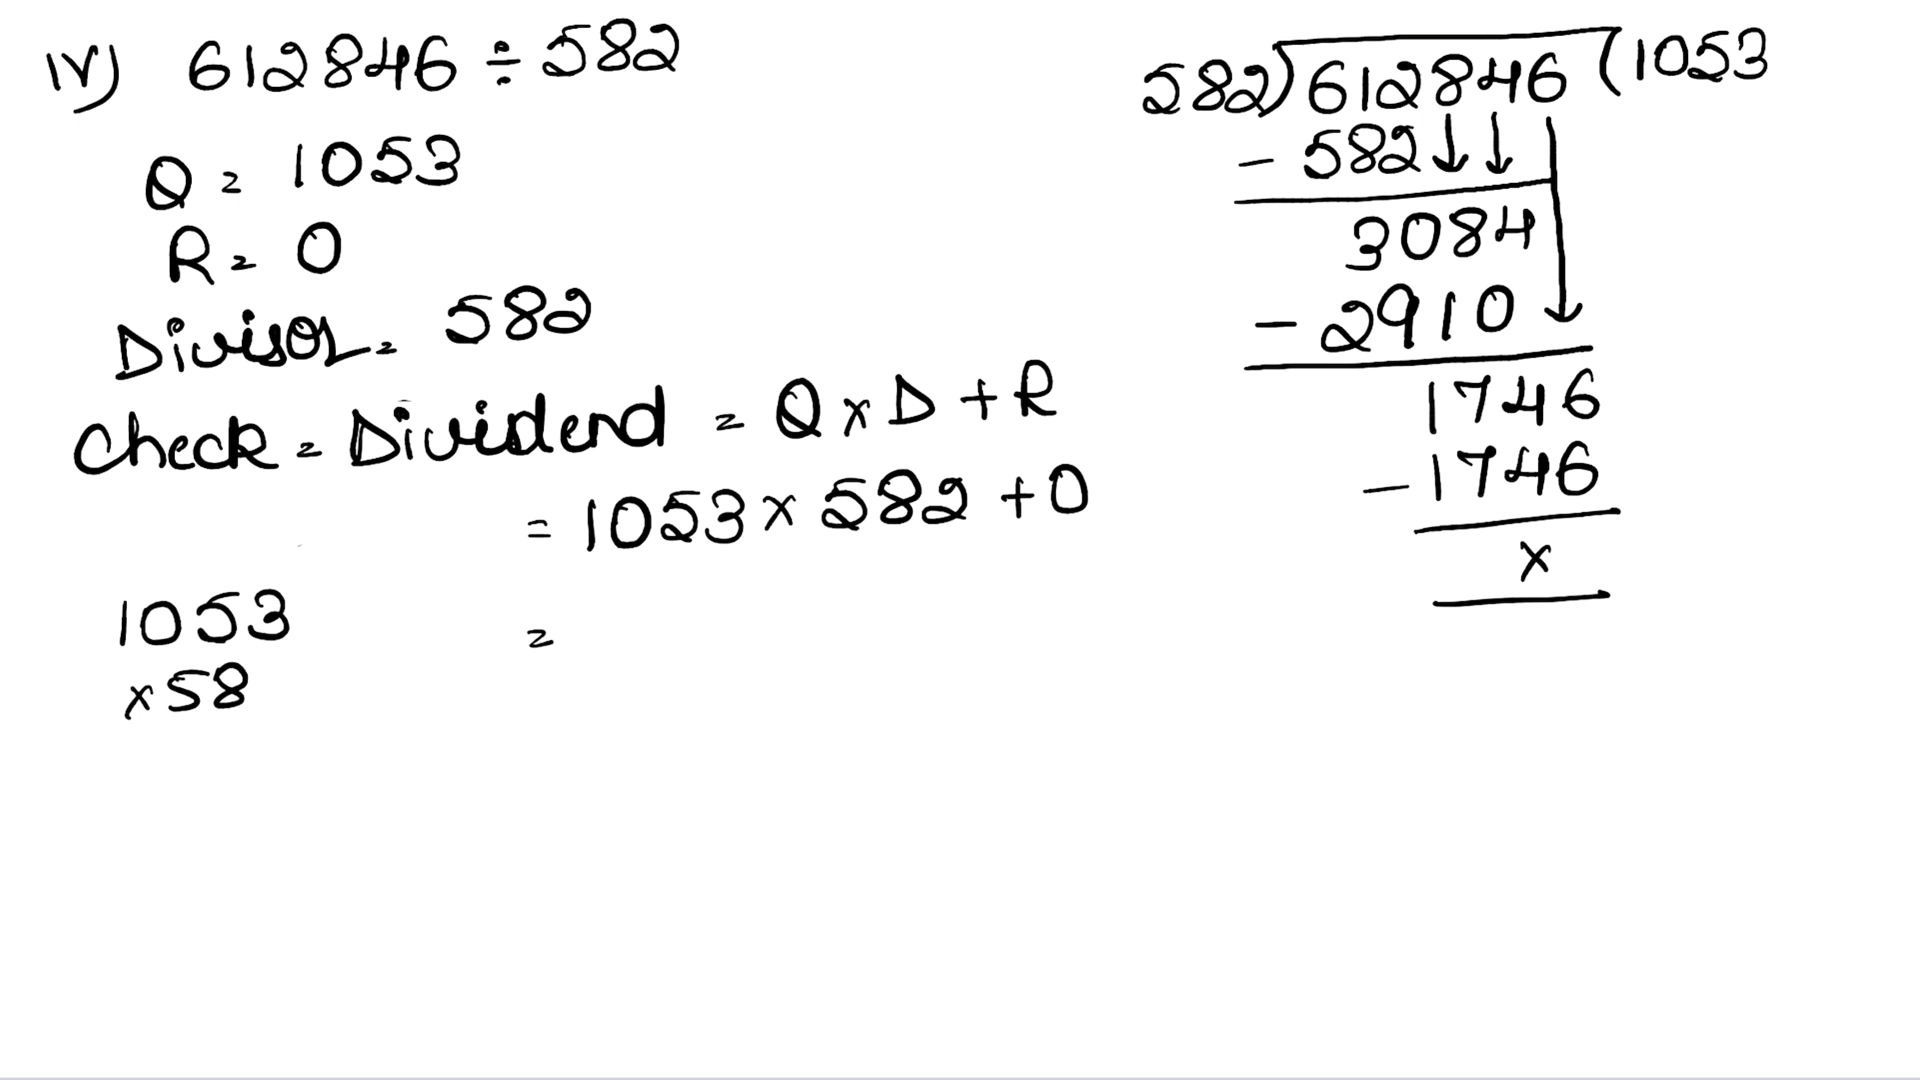 IV) 612846 ÷ 582
Q = 1053
R = 0
Divisor = 582
Check = Dividend = Q x D + R
= 1053 x 582 + 0
=
1053
x 58
582)612846(1053
- 582↓↓
3084
- 2910↓
1746
- 1746
x